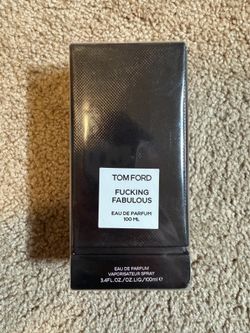 TOM FORD
FUCKING
FABULOUS
EAU DE PARFUM
100 ML
EAU DE PARFUM
VAPORISATEUR SPRAY
3.4FL.OZ./OZ.LIQ/100ml℮